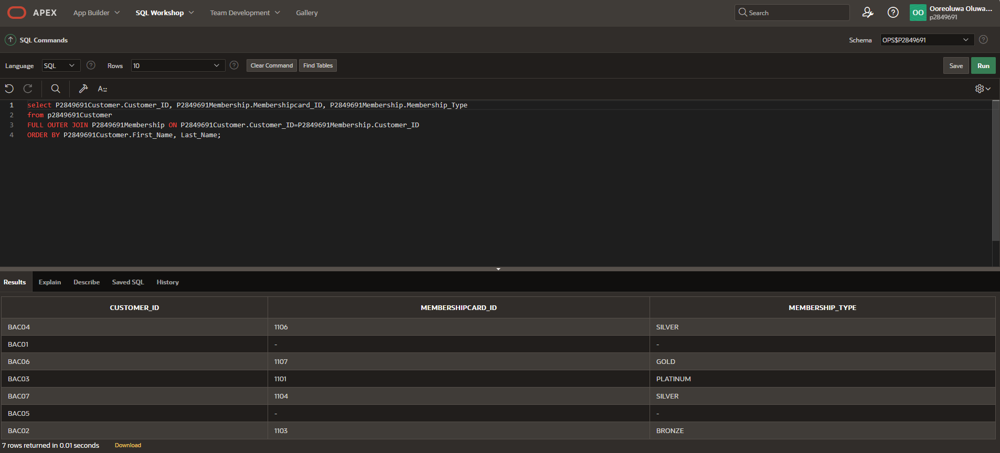 APEX App Builder SQL Workshop Team Development Gallery Search OO Ooreoluwa Oluwa...
p2849691
SQL Commands Schema OPS$P2849691
Language SQL Rows 10 Clear Command Find Tables Save Run
A
1 select P2849691Customer.Customer_ID, P2849691Membership.Membershipcard_ID, P2849691Membership.Membership_Type
2 from p2849691Customer
3 FULL OUTER JOIN P2849691Membership ON P2849691Customer.Customer_ID=P2849691Membership.Customer_ID
4 ORDER BY P2849691Customer.First_Name, Last_Name;
Results Explain Describe Saved SQL History
CUSTOMER_ID MEMBERSHIPCARD_ID MEMBERSHIP_TYPE
BAC04 1106 SILVER
BAC01 - -
BAC06 1107 GOLD
BAC03 1101 PLATINUM
BAC07 1104 SILVER
BAC05 - -
BAC02 1103 BRONZE
7 rows returned in 0.01 seconds Download